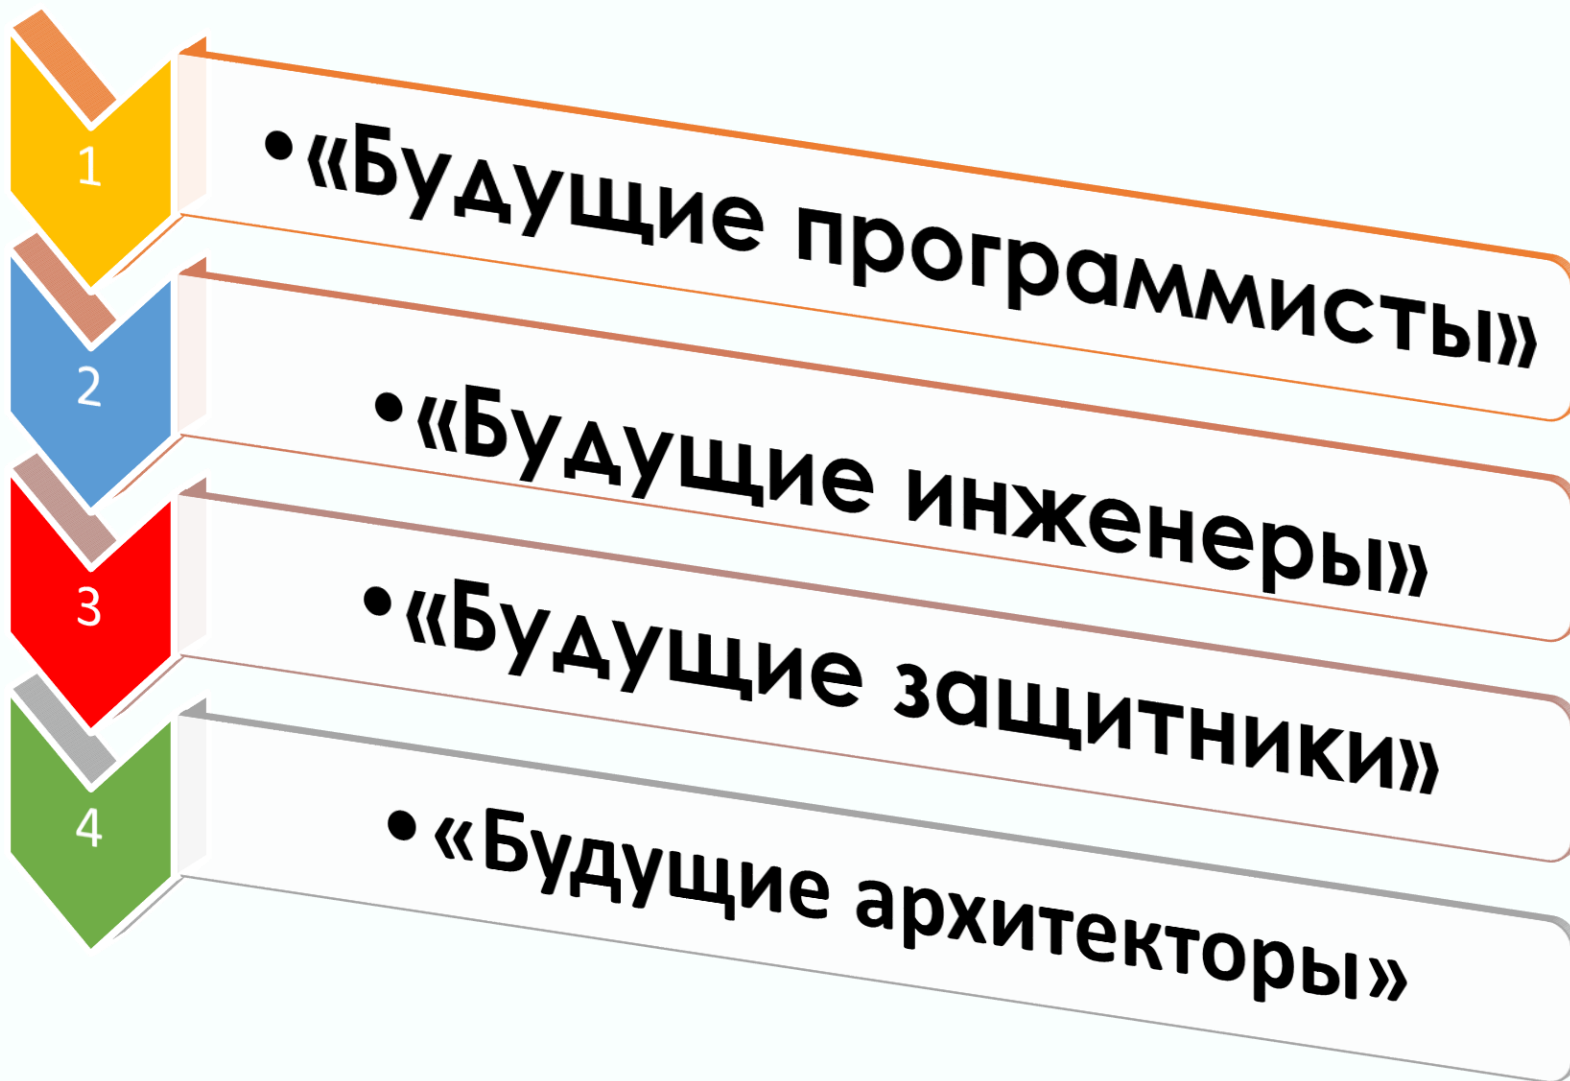 1
•«Будущие программисты»
2
•«Будущие инженеры»
3
•«Будущие защитники»
4
•«Будущие архитекторы»